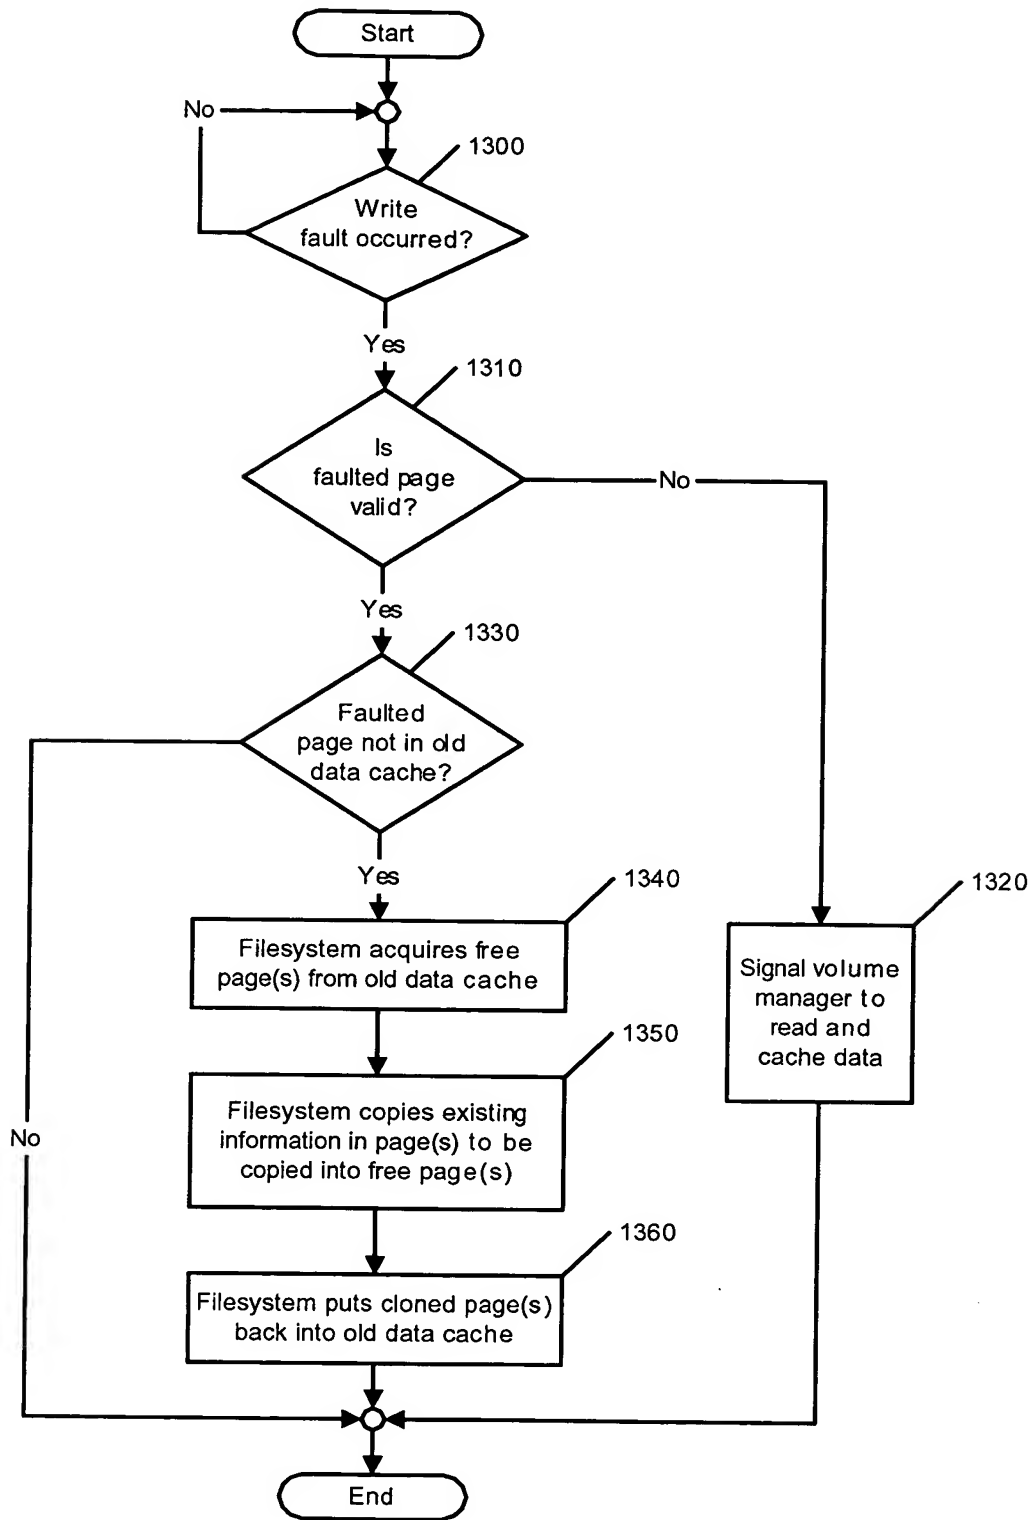 Start
No
1300
Write
fault occurred?
Yes
1310
Is
faulted page
valid?
No
Yes
1330
Faulted
page not in old
data cache?
Yes
1340
1320
Filesystem acquires free
page(s) from old data cache
Signal volume
manager to
read and
cache data
1350
Filesystem copies existing
information in page(s) to be
copied into free page(s)
No
1360
Filesystem puts cloned page(s)
back into old data cache
End